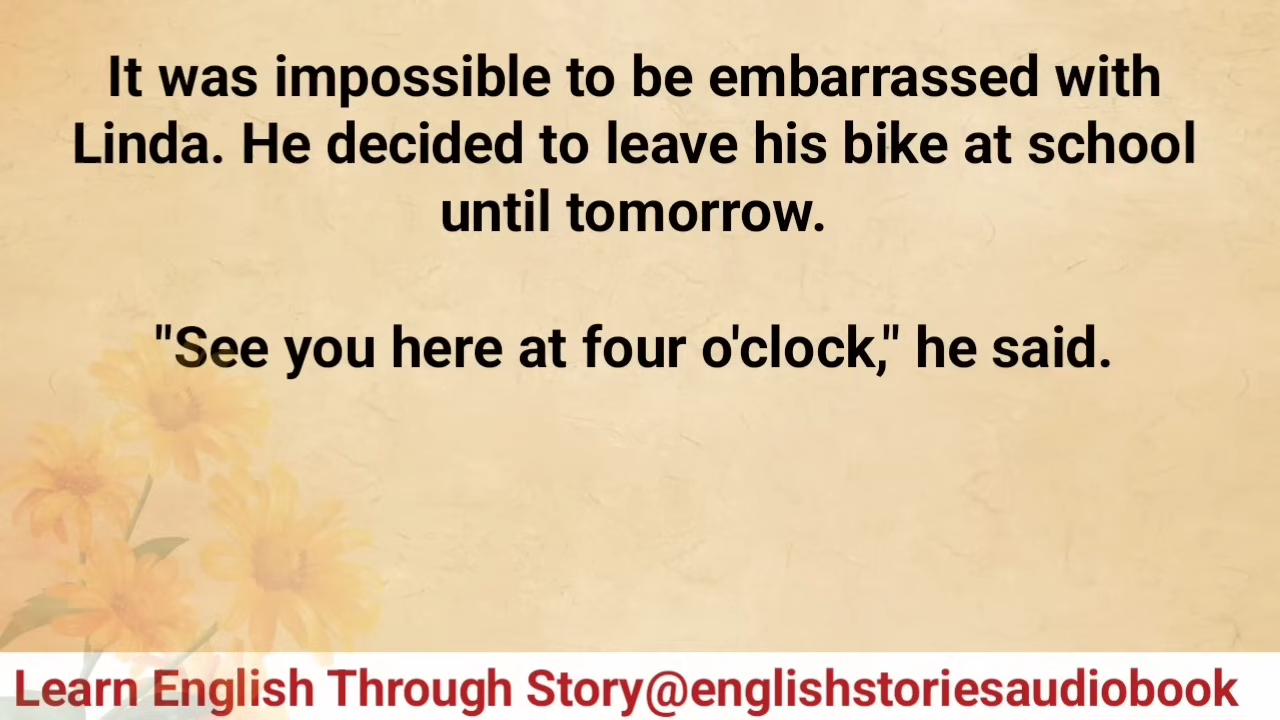 It was impossible to be embarrassed with
Linda. He decided to leave his bike at school
until tomorrow.
"See you here at four o'clock," he said.
Learn English Through Story@englishstoriesaudiobook